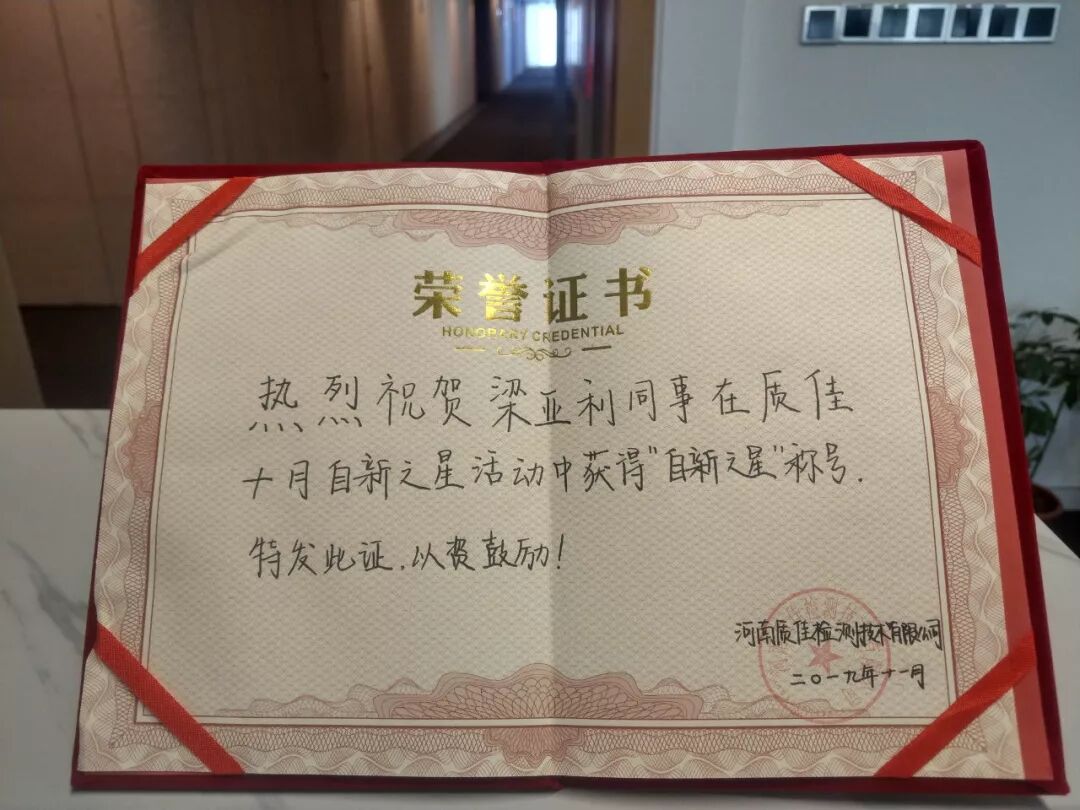 荣誉证书
HONORARY CREDENTIAL
热烈祝贺梁亚利同事在质佳
十月自新之星活动中获得“自新之星”称号.
特发此证,以资鼓励!
河南质佳检测技术有限公司
二〇一九年十一月